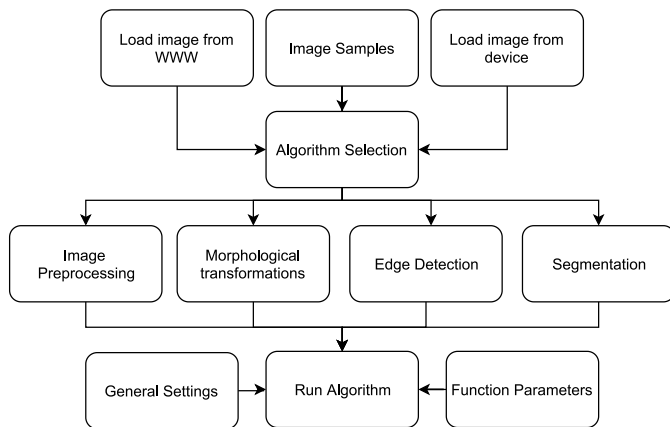 Load image from
WWW
Image Samples
Load image from
device
Algorithm Selection
Image
Preprocessing
Morphological
transformations
Edge Detection
Segmentation
General Settings
Run Algorithm
Function Parameters